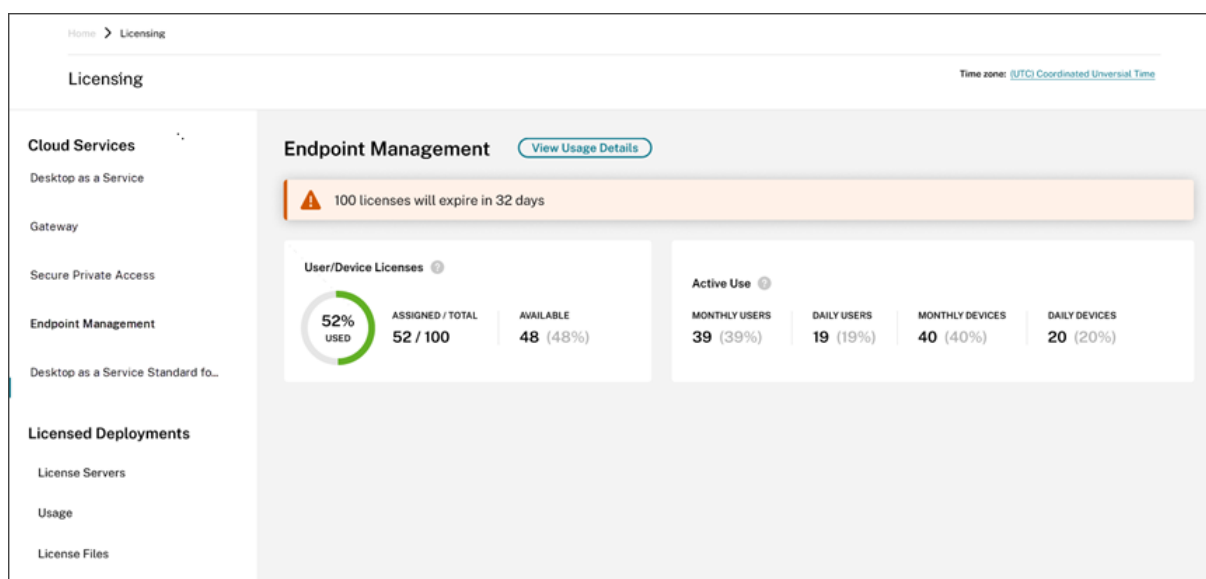 Home > Licensing
Licensing
Time zone: (UTC) Coordinated Unversial Time
Cloud Services
Desktop as a Service
Gateway
Secure Private Access
Endpoint Management
Desktop as a Service Standard fo...
Licensed Deployments
License Servers
Usage
License Files
Endpoint Management
View Usage Details
100 licenses will expire in 32 days
User/Device Licenses ?
52%
USED
ASSIGNED / TOTAL
52 / 100
AVAILABLE
48 (48%)
Active Use ?
MONTHLY USERS
39 (39%)
DAILY USERS
19 (19%)
MONTHLY DEVICES
40 (40%)
DAILY DEVICES
20 (20%)